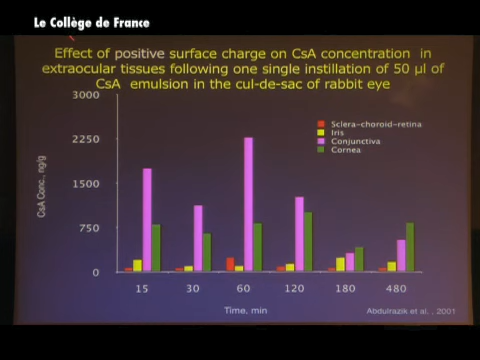 Le Collège de France
Effect of positive surface charge on CsA concentration in
extraocular tissues following one single instillation of 50 µl of
CsA emulsion in the cul-de-sac of rabbit eye
3000
2250
1500
750
0
CsA Conc., ng/g
Sclera-choroid-retina
Iris
Conjunctiva
Cornea
15 30 60 120 180 480
Time, min
Abdulrazik et al., 2001